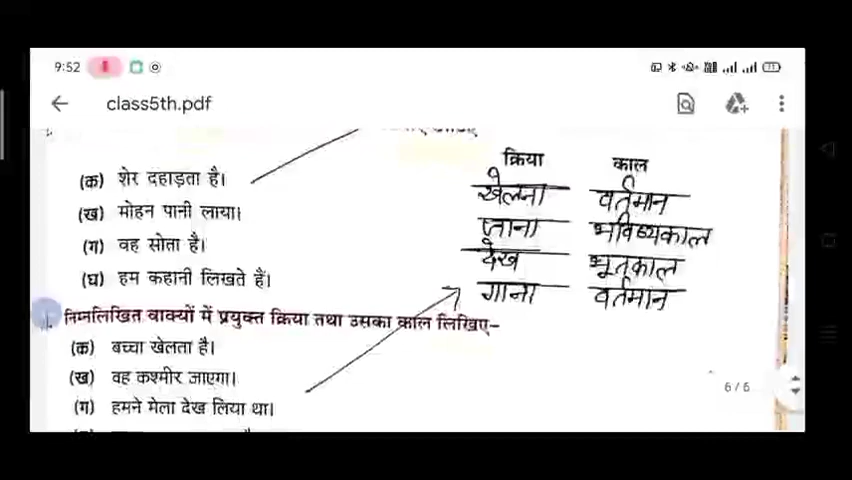 9:52
class5th.pdf
क्रिया काल
(क) शेर दहाड़ता है।
खेलना वर्तमान
(ख) मोहन पानी लाया।
भविष्यकाल
(ग) वह सोता है।
देख भूतकाल
(घ) हम कहानी लिखते हैं।
गाना वर्तमान
निम्नलिखित वाक्यों में प्रयुक्त क्रिया तथा उसका काल लिखिए–
(क) बच्चा खेलता है।
(ख) वह कश्मीर जाएगा।
6/6
(ग) हमने मेला देख लिया था।